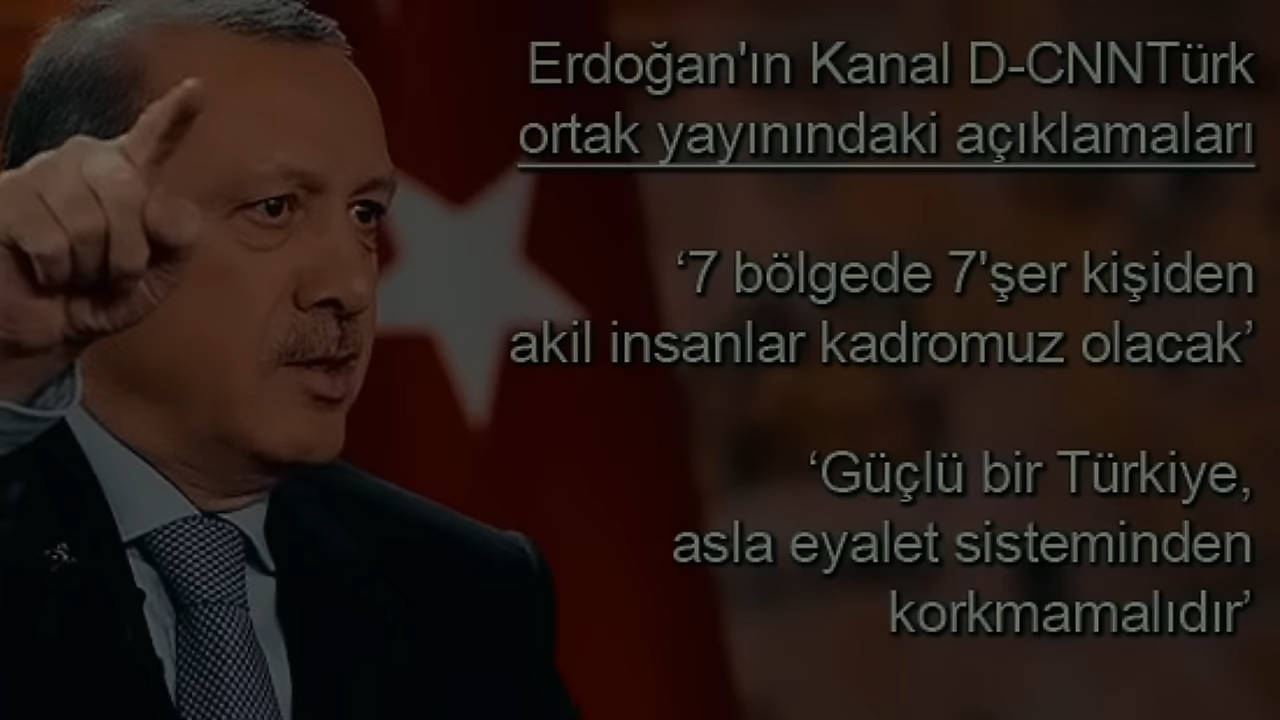 Erdoğan'ın Kanal D-CNNTürk
ortak yayınındaki açıklamaları
‘7 bölgede 7'şer kişiden
akil insanlar kadromuz olacak’
‘Güçlü bir Türkiye,
asla eyalet sisteminden
korkmamalıdır’